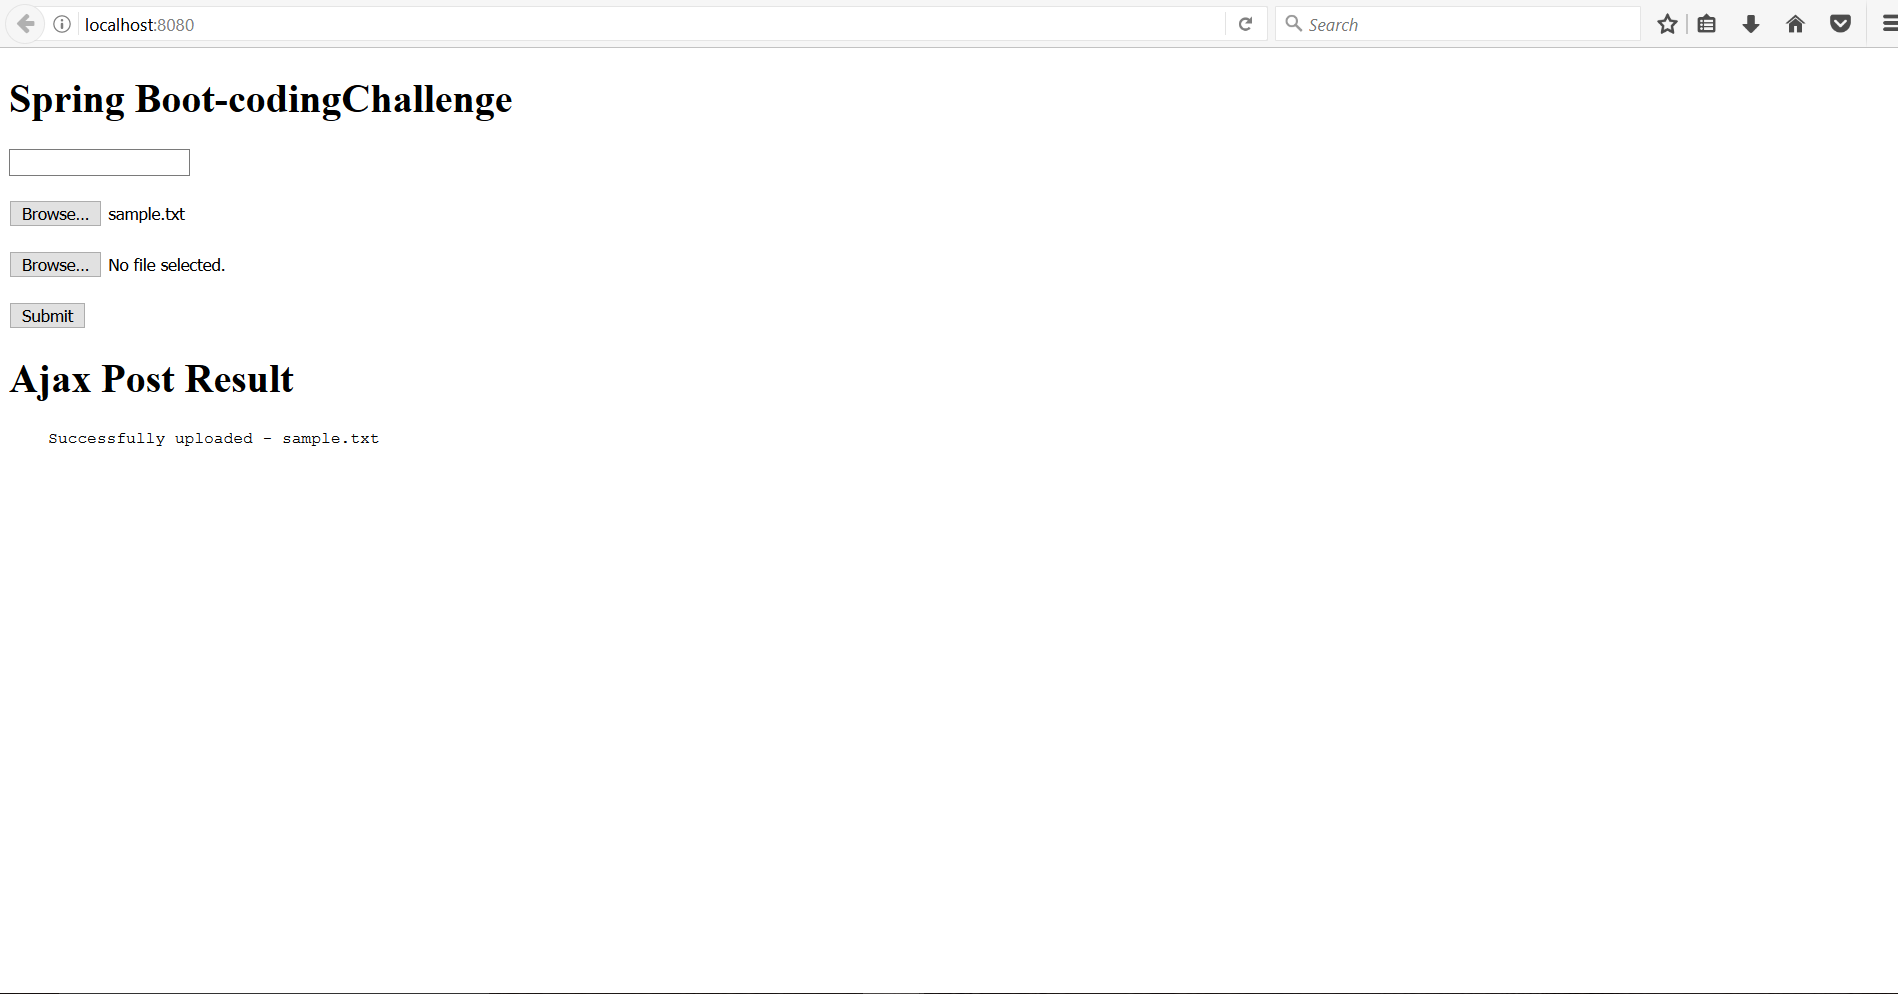 localhost:8080
Search
Spring Boot-codingChallenge
Browse... sample.txt
Browse... No file selected.
Submit
Ajax Post Result
Successfully uploaded - sample.txt